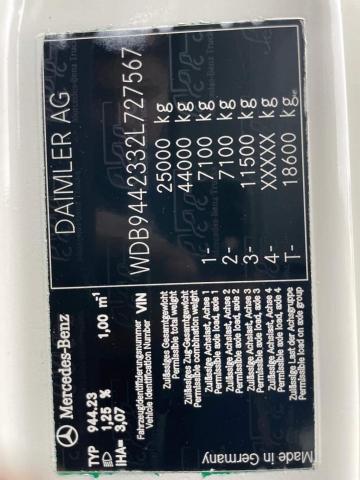 Mercedes-Benz
DAIMLER AG
TYP 944.23
1,25 % 1,00 m⁻¹
IHA= 3,07
Fahrzeugidentifizierungsnummer
Vehicle Identification Number VIN WDB9442332L727567
Zulässiges Gesamtgewicht
Permissible total weight 25000 kg
Zulässiges Zug-Gesamtgewicht
Permissible combination weight 44000 kg
Zulässige Achslast, Achse 1
Permissible axle load, axle 1 1- 7100 kg
Zulässige Achslast, Achse 2
Permissible axle load, axle 2 2- 7100 kg
Zulässige Achslast, Achse 3
Permissible axle load, axle 3 3- 11500 kg
Zulässige Achslast, Achse 4
Permissible axle load, axle 4 4- XXXXX kg
Zulässige Last der Achsgruppe
Permissible load on axle group T- 18600 kg
Made in Germany